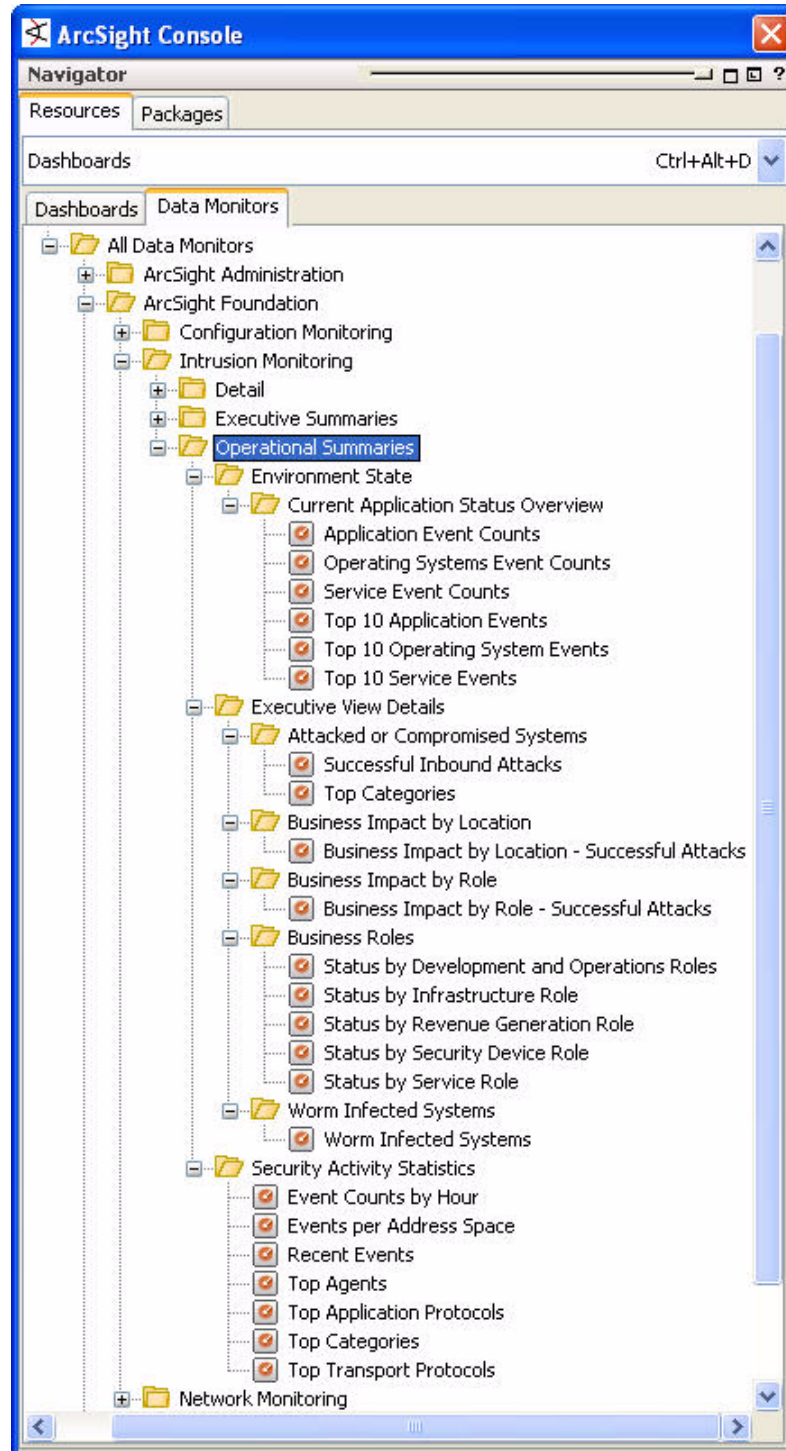 ArcSight Console
Navigator
?
Resources Packages
Dashboards Ctrl+Alt+D
Dashboards Data Monitors
All Data Monitors
ArcSight Administration
ArcSight Foundation
Configuration Monitoring
Intrusion Monitoring
Detail
Executive Summaries
Operational Summaries
Environment State
Current Application Status Overview
Application Event Counts
Operating Systems Event Counts
Service Event Counts
Top 10 Application Events
Top 10 Operating System Events
Top 10 Service Events
Executive View Details
Attacked or Compromised Systems
Successful Inbound Attacks
Top Categories
Business Impact by Location
Business Impact by Location - Successful Attacks
Business Impact by Role
Business Impact by Role - Successful Attacks
Business Roles
Status by Development and Operations Roles
Status by Infrastructure Role
Status by Revenue Generation Role
Status by Security Device Role
Status by Service Role
Worm Infected Systems
Worm Infected Systems
Security Activity Statistics
Event Counts by Hour
Events per Address Space
Recent Events
Top Agents
Top Application Protocols
Top Categories
Top Transport Protocols
Network Monitoring